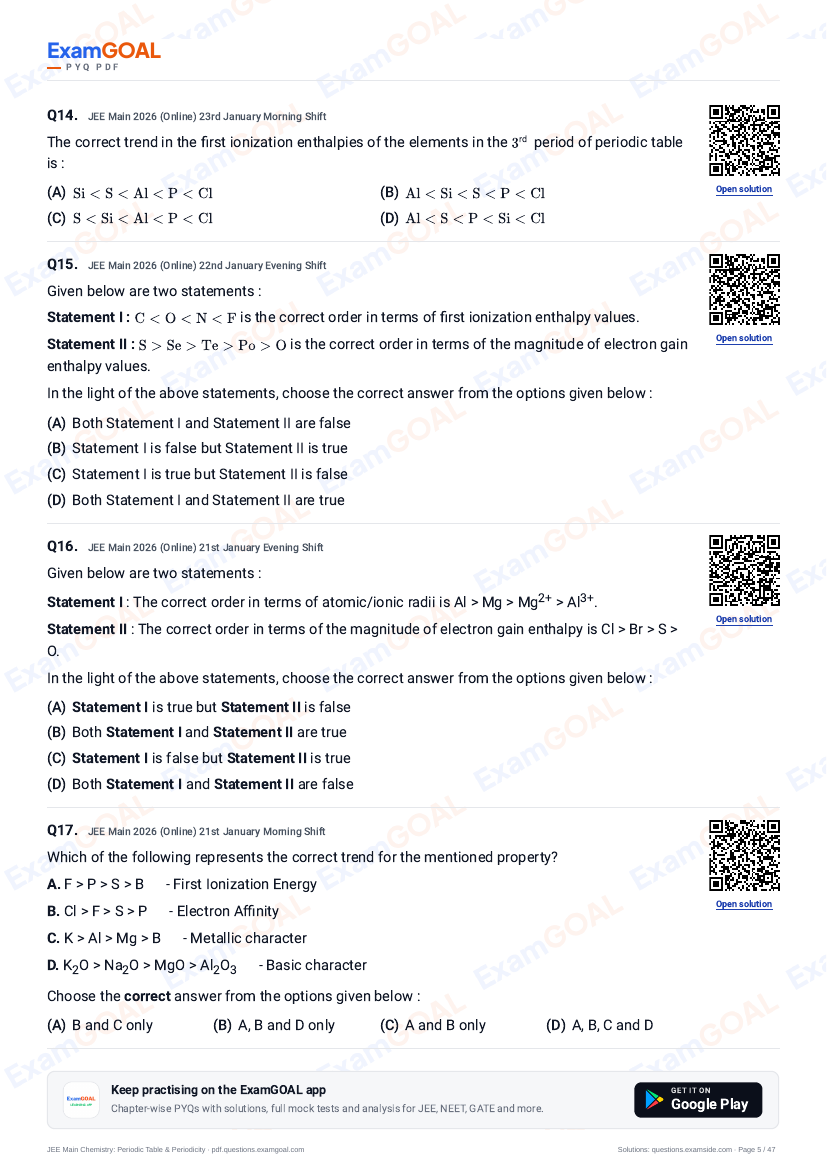 ExamGOAL
PYQ PDF
Q14. JEE Main 2026 (Online) 23rd January Morning Shift
The correct trend in the first ionization enthalpies of the elements in the 3rd period of periodic table
is :
(A) Si < S < Al < P < Cl (B) Al < Si < S < P < Cl
(C) S < Si < Al < P < Cl (D) Al < S < P < Si < Cl
Open solution
Q15. JEE Main 2026 (Online) 22nd January Evening Shift
Given below are two statements :
Statement I : C < O < N < F is the correct order in terms of first ionization enthalpy values.
Statement II : S > Se > Te > Po > O is the correct order in terms of the magnitude of electron gain
enthalpy values.
In the light of the above statements, choose the correct answer from the options given below :
(A) Both Statement I and Statement II are false
(B) Statement I is false but Statement II is true
(C) Statement I is true but Statement II is false
(D) Both Statement I and Statement II are true
Open solution
Q16. JEE Main 2026 (Online) 21st January Evening Shift
Given below are two statements :
Statement I : The correct order in terms of atomic/ionic radii is Al > Mg > Mg2+ > Al3+.
Statement II : The correct order in terms of the magnitude of electron gain enthalpy is Cl > Br > S >
O.
In the light of the above statements, choose the correct answer from the options given below :
(A) Statement I is true but Statement II is false
(B) Both Statement I and Statement II are true
(C) Statement I is false but Statement II is true
(D) Both Statement I and Statement II are false
Open solution
Q17. JEE Main 2026 (Online) 21st January Morning Shift
Which of the following represents the correct trend for the mentioned property?
A. F > P > S > B - First Ionization Energy
B. Cl > F > S > P - Electron Affinity
C. K > Al > Mg > B - Metallic character
D. K2O > Na2O > MgO > Al2O3 - Basic character
Choose the correct answer from the options given below :
(A) B and C only (B) A, B and D only (C) A and B only (D) A, B, C and D
Open solution
ExamGOAL
Keep practising on the ExamGOAL app
Chapter-wise PYQs with solutions, full mock tests and analysis for JEE, NEET, GATE and more.
GET IT ON
Google Play
JEE Main Chemistry: Periodic Table & Periodicity · pdf.questions.examgoal.com
Solutions: questions.examside.com · Page 5 / 47